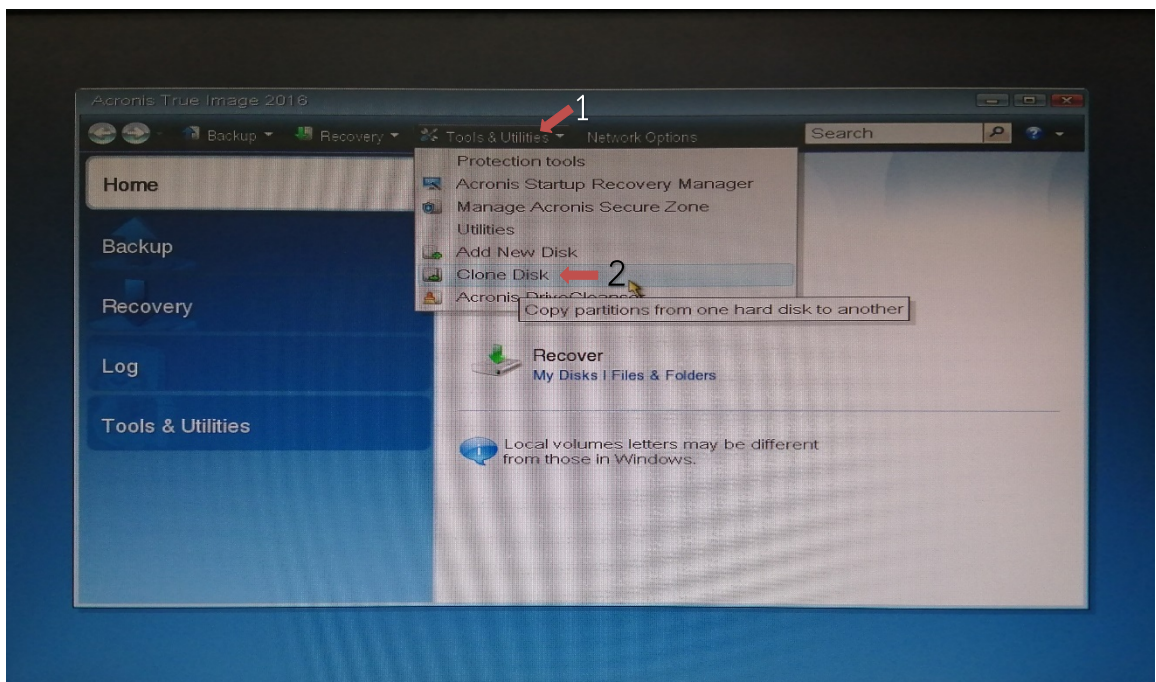 Acronis True Image 2016
1
Backup
Recovery
Tools & Utilities
Network Options
Search
Protection tools
Home
Acronis Startup Recovery Manager
Manage Acronis Secure Zone
Utilities
Backup
Add New Disk
Clone Disk
2
Acronis DriveCleanser
Copy partitions from one hard disk to another
Recovery
Recover
Log
My Disks | Files & Folders
Tools & Utilities
Local volumes letters may be different
from those in Windows.